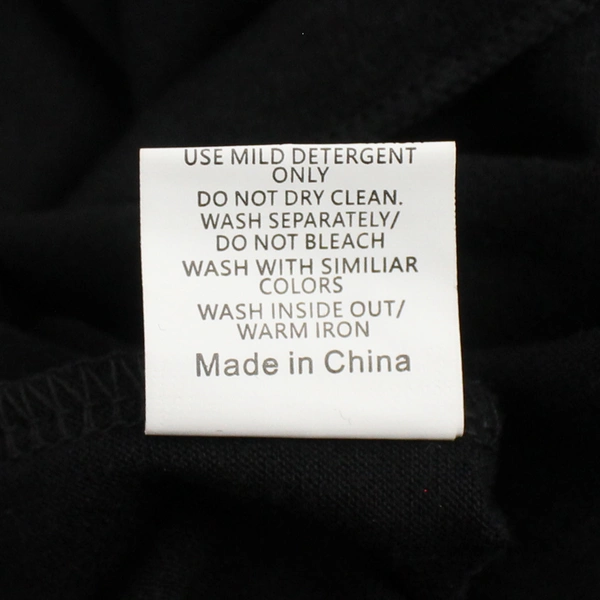 USE MILD DETERGENT
ONLY
DO NOT DRY CLEAN.
WASH SEPARATELY/
DO NOT BLEACH
WASH WITH SIMILIAR
COLORS
WASH INSIDE OUT/
WARM IRON
Made in China